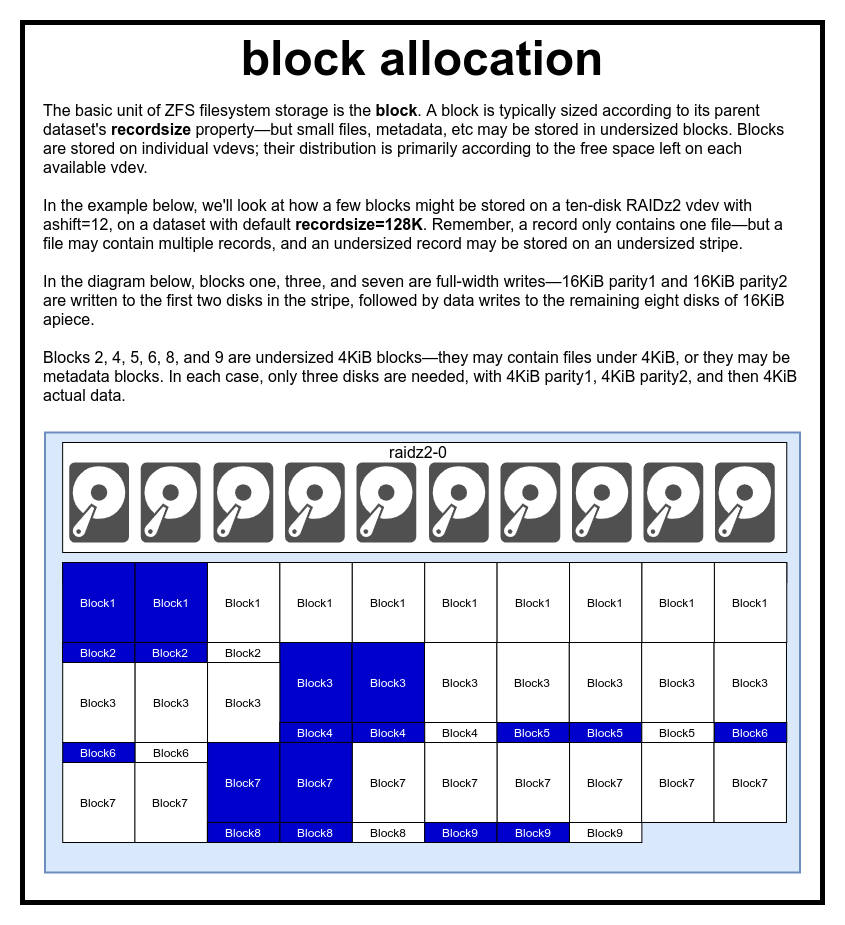 block allocation
The basic unit of ZFS filesystem storage is the block. A block is typically sized according to its parent
dataset's recordsize property—but small files, metadata, etc may be stored in undersized blocks. Blocks
are stored on individual vdevs; their distribution is primarily according to the free space left on each
available vdev.
In the example below, we'll look at how a few blocks might be stored on a ten-disk RAIDz2 vdev with
ashift=12, on a dataset with default recordsize=128K. Remember, a record only contains one file—but a
file may contain multiple records, and an undersized record may be stored on an undersized stripe.
In the diagram below, blocks one, three, and seven are full-width writes—16KiB parity1 and 16KiB parity2
are written to the first two disks in the stripe, followed by data writes to the remaining eight disks of 16KiB
apiece.
Blocks 2, 4, 5, 6, 8, and 9 are undersized 4KiB blocks—they may contain files under 4KiB, or they may be
metadata blocks. In each case, only three disks are needed, with 4KiB parity1, 4KiB parity2, and then 4KiB
actual data.
raidz2-0
Block1 Block1 Block1 Block1 Block1 Block1 Block1 Block1 Block1 Block1
Block2 Block2 Block2
Block3 Block3 Block3 Block3 Block3 Block3 Block3
Block3 Block3 Block3
Block4 Block4 Block4 Block5 Block5 Block5 Block6
Block6 Block6
Block7 Block7 Block7 Block7 Block7 Block7 Block7 Block7
Block7 Block7
Block8 Block8 Block8 Block9 Block9 Block9